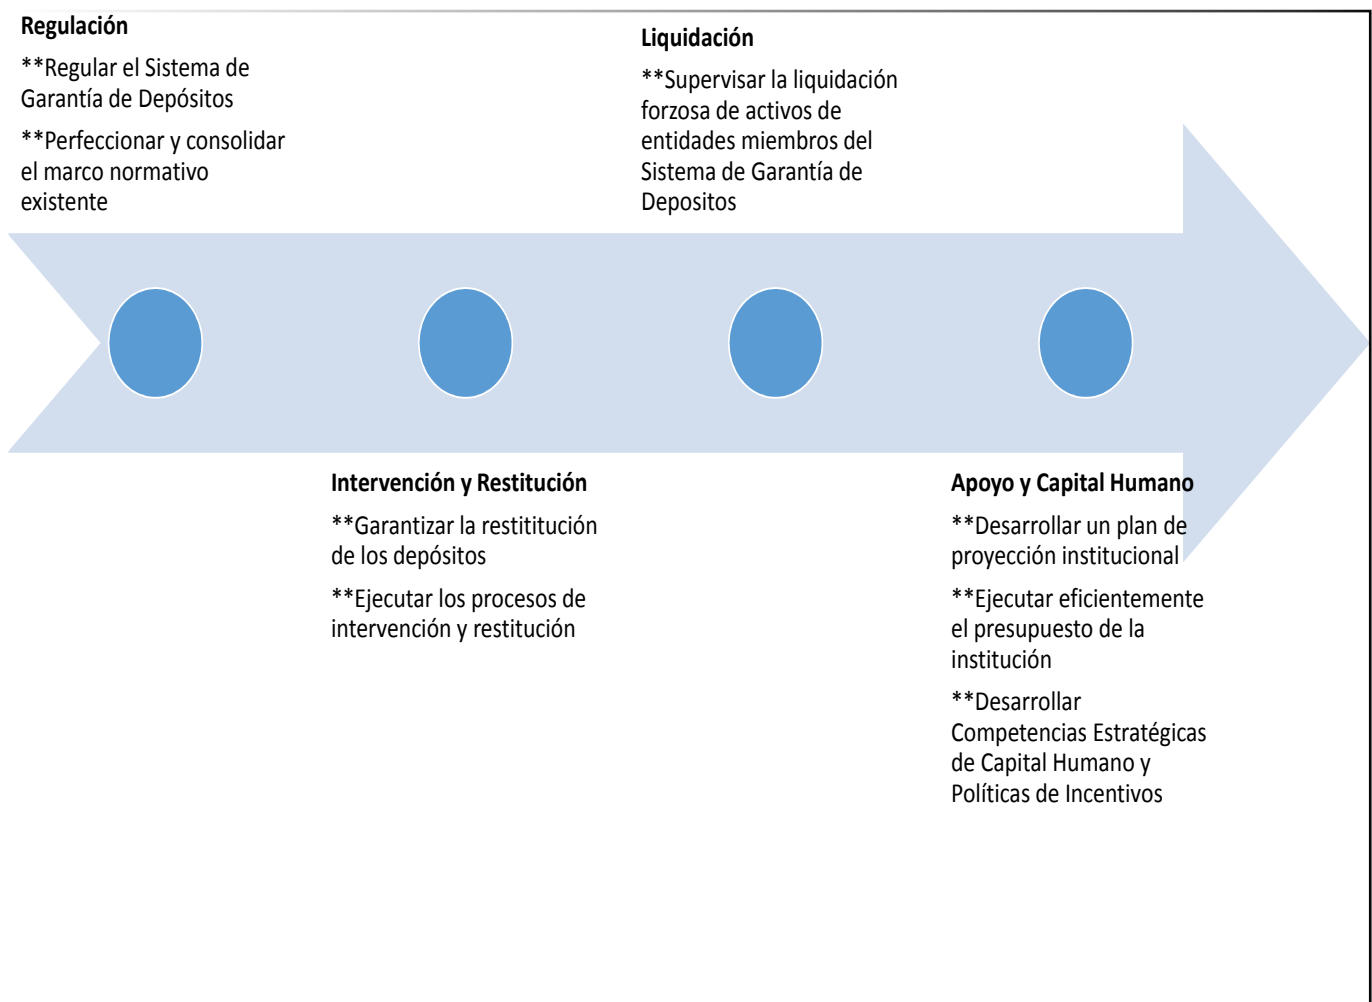 Regulación
**Regular el Sistema de
Garantía de Depósitos
**Perfeccionar y consolidar
el marco normativo
existente
Intervención y Restitución
**Garantizar la restititución
de los depósitos
**Ejecutar los procesos de
intervención y restitución
Liquidación
**Supervisar la liquidación
forzosa de activos de
entidades miembros del
Sistema de Garantía de
Depositos
Apoyo y Capital Humano
**Desarrollar un plan de
proyección institucional
**Ejecutar eficientemente
el presupuesto de la
institución
**Desarrollar
Competencias Estratégicas
de Capital Humano y
Políticas de Incentivos